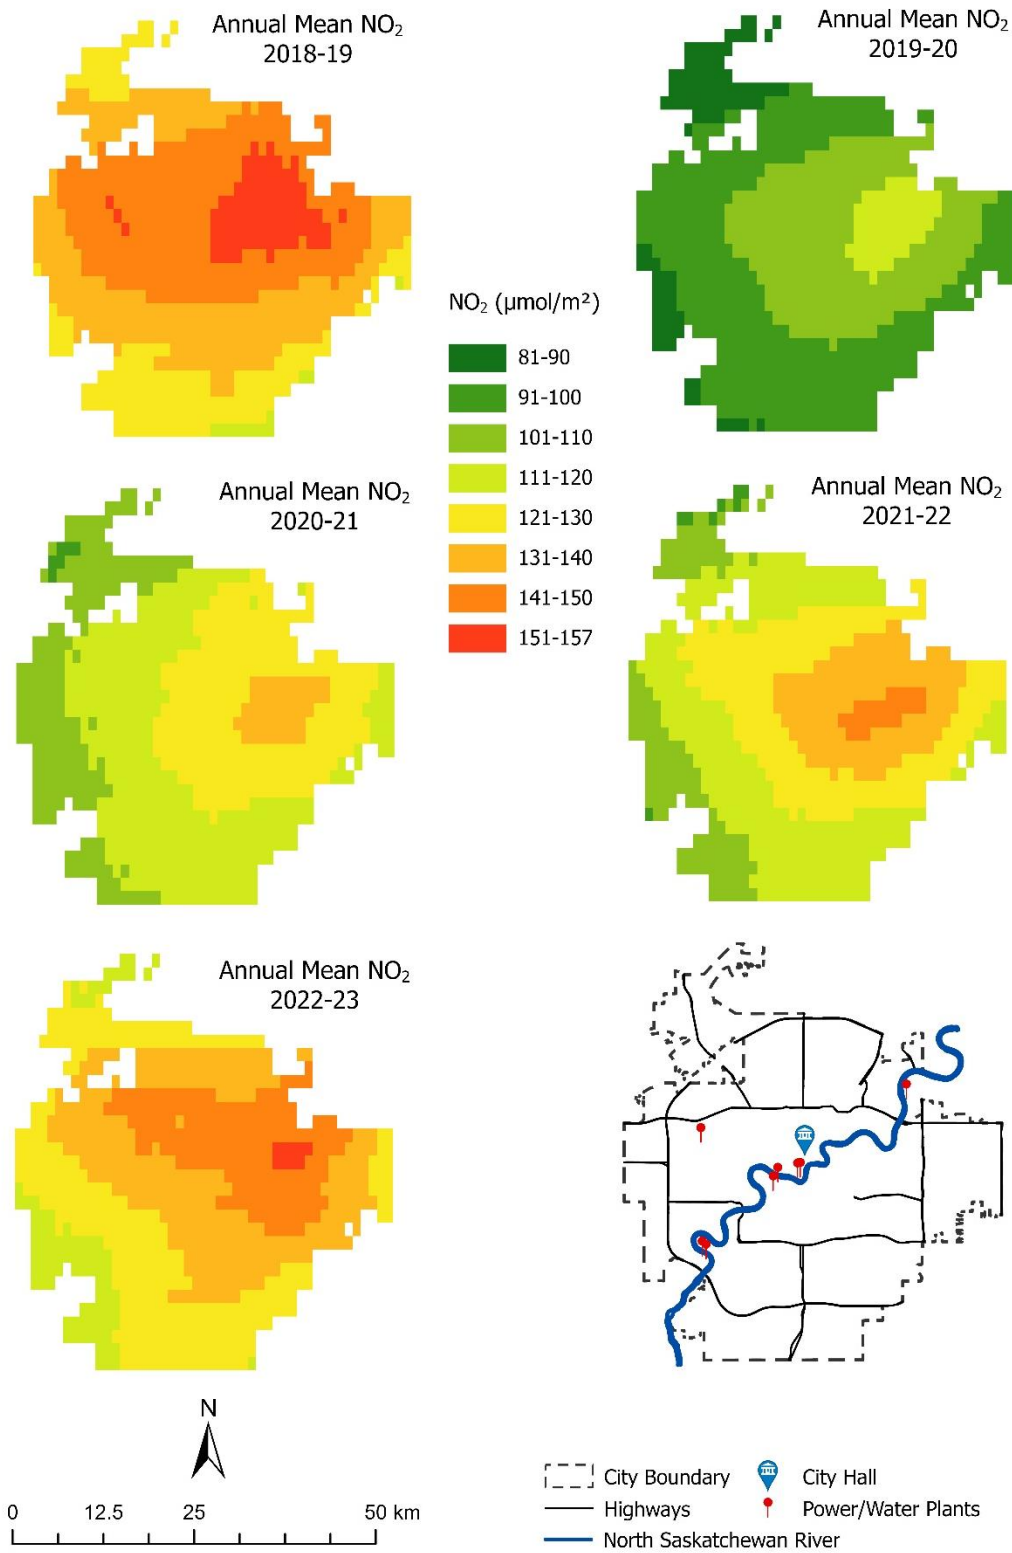 Annual Mean NO₂
2018-19
Annual Mean NO₂
2019-20
NO₂ (µmol/m²)
81-90
91-100
101-110
111-120
121-130
131-140
141-150
151-157
Annual Mean NO₂
2020-21
Annual Mean NO₂
2021-22
Annual Mean NO₂
2022-23
N
0 12.5 25 50 km
City Boundary
City Hall
Highways
Power/Water Plants
North Saskatchewan River